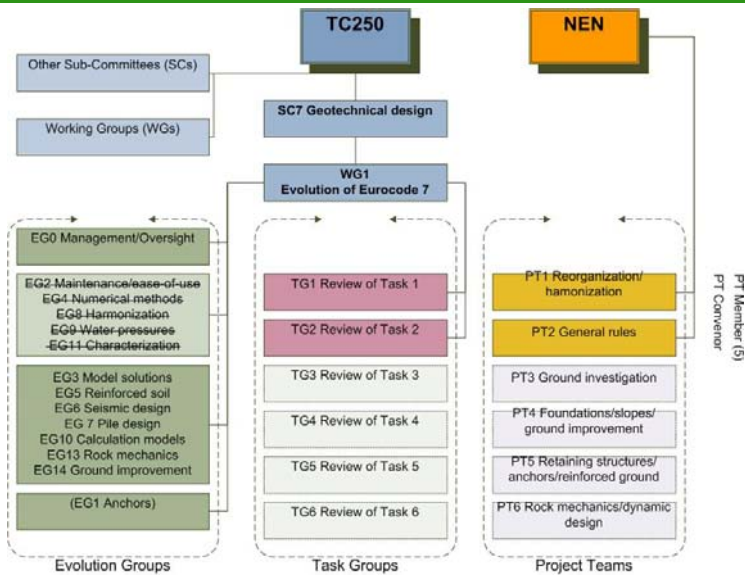 TC250
NEN
Other Sub-Committees (SCs)
Working Groups (WGs)
SC7 Geotechnical design
WG1
Evolution of Eurocode 7
EG0 Management/Oversight
EG2 Maintenance/ease-of-use
EG4 Numerical methods
EG8 Harmonization
EG9 Water pressures
EG11 Characterization
EG3 Model solutions
EG5 Reinforced soil
EG6 Seismic design
EG 7 Pile design
EG10 Calculation models
EG13 Rock mechanics
EG14 Ground improvement
(EG1 Anchors)
Evolution Groups
TG1 Review of Task 1
TG2 Review of Task 2
TG3 Review of Task 3
TG4 Review of Task 4
TG5 Review of Task 5
TG6 Review of Task 6
Task Groups
PT1 Reorganization/
hamonization
PT2 General rules
PT3 Ground investigation
PT4 Foundations/slopes/
ground improvement
PT5 Retaining structures/
anchors/reinforced ground
PT6 Rock mechanics/dynamic
design
Project Teams
PT Member (5)
PT Convenor